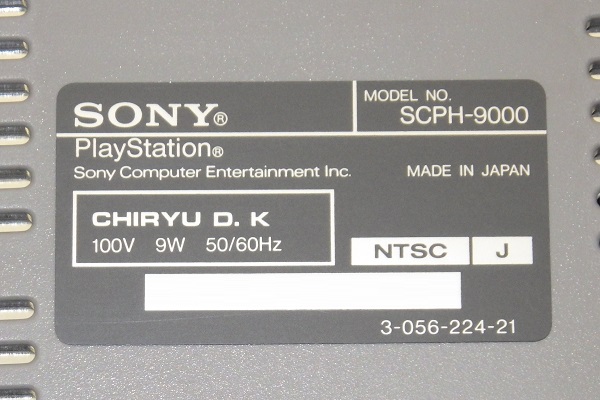 SONY®
MODEL NO.
SCPH-9000
PlayStation®
Sony Computer Entertainment Inc.
MADE IN JAPAN
CHIRYU D. K
100V 9W 50/60Hz
NTSC J
3-056-224-21